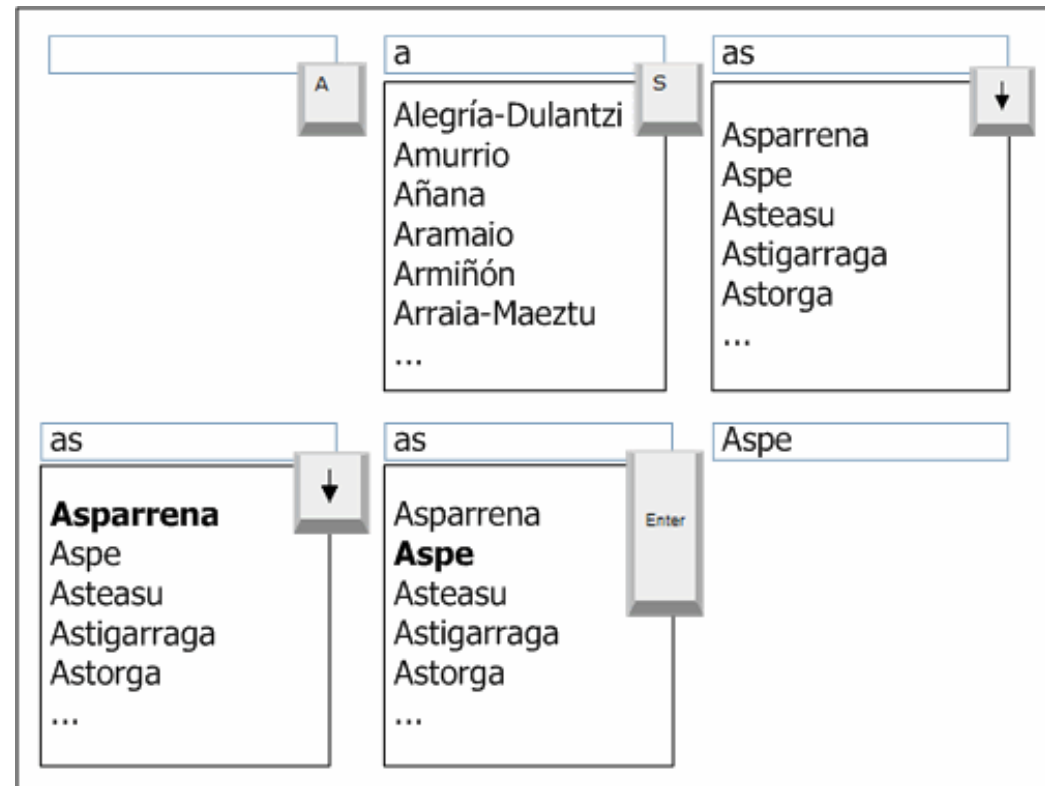 A
a
S
Alegría-Dulantzi
Amurrio
Añana
Aramaio
Armiñón
Arraia-Maeztu
...
as
↓
Asparrena
Aspe
Asteasu
Astigarraga
Astorga
...
as
↓
Asparrena
Aspe
Asteasu
Astigarraga
Astorga
...
as
Enter
Asparrena
Aspe
Asteasu
Astigarraga
Astorga
...
Aspe